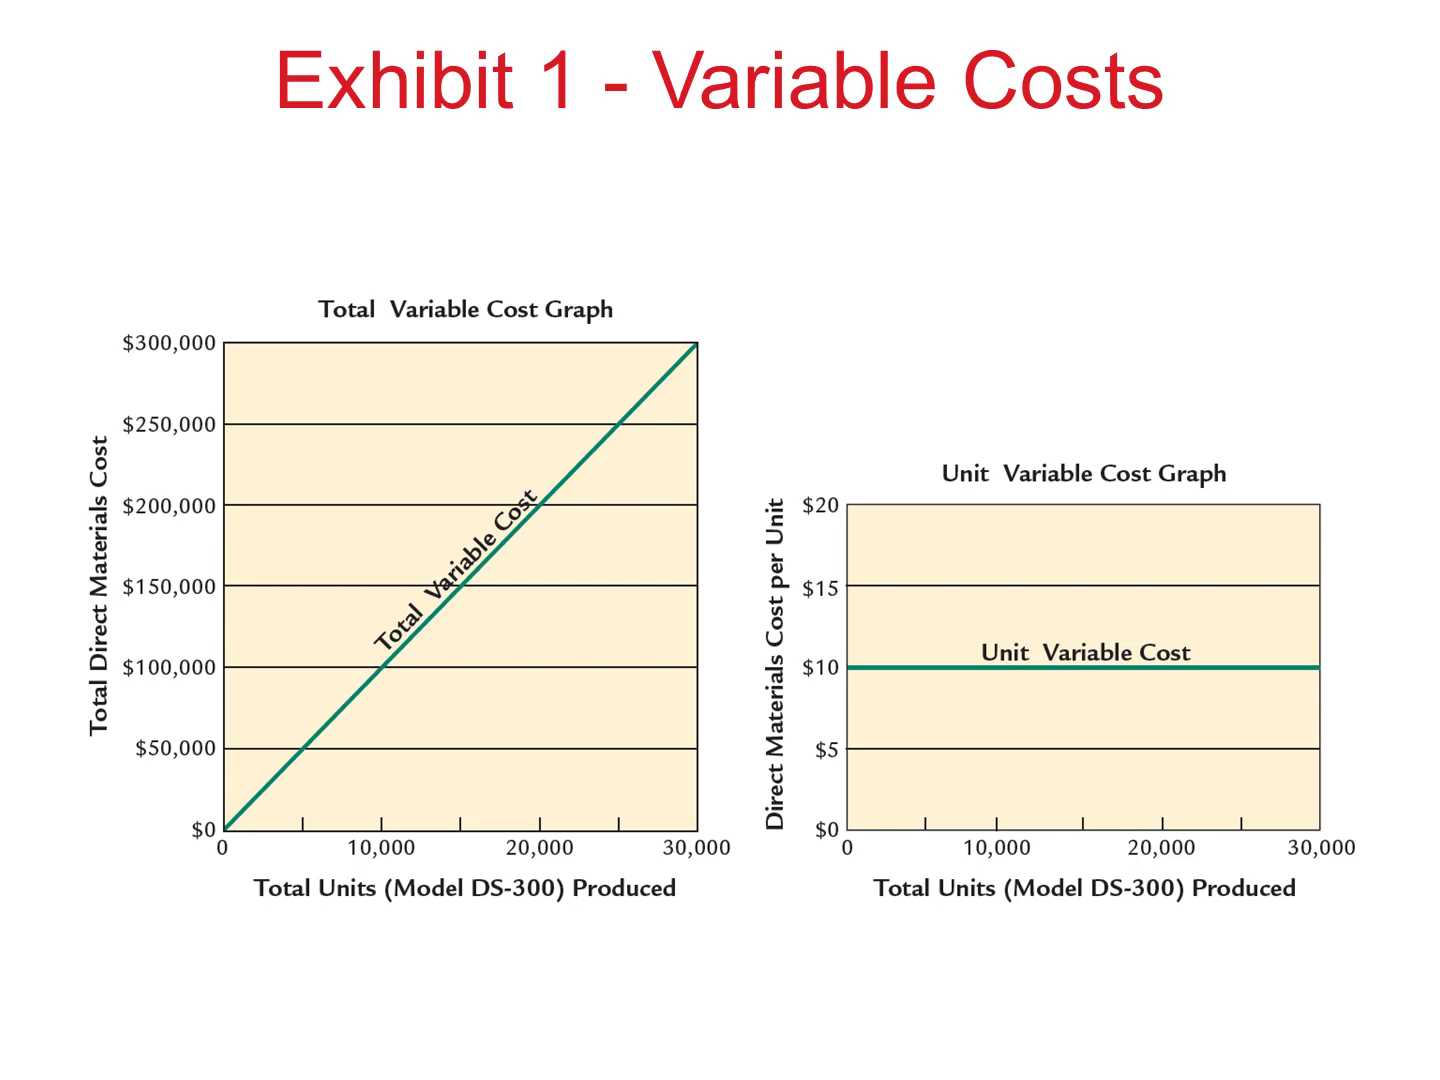 Exhibit 1 - Variable Costs
Total Variable Cost Graph
Total Direct Materials Cost
$300,000
$250,000
$200,000
$150,000
$100,000
$50,000
$0
Total Variable Cost
0 10,000 20,000 30,000
Total Units (Model DS-300) Produced
Unit Variable Cost Graph
Direct Materials Cost per Unit
$20
$15
$10
$5
$0
Unit Variable Cost
0 10,000 20,000 30,000
Total Units (Model DS-300) Produced